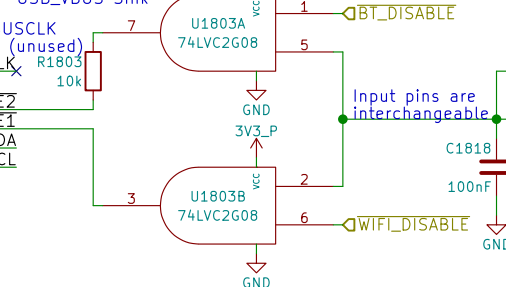 USB_VBUS Sink
USCLK
(unused)
R1803
10k
7
U1803A
74LVC2G08
VCC
1
BT_DISABLE
5
GND
3V3_P
Input pins are
interchangeable
C1818
100nF
GND
3
U1803B
74LVC2G08
VCC
2
6
WIFI_DISABLE
GND